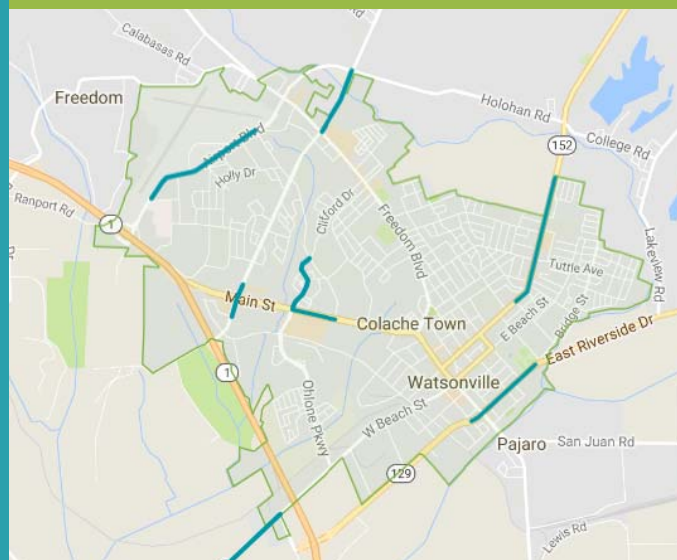 Calabasas Rd
Rd
Freedom
Airport Blvd
Holohan Rd
College Rd
152
Holly Dr
Clifford Dr
Freedom Blvd
Ranport Rd
1
Lakeview Rd
Tuttle Ave
Main St
E Beach St
Bridge St
Colache Town
East Riverside Dr
1
Watsonville
Ohlone Pkwy
W Beach St
Pajaro
San Juan Rd
129
Lewis Rd